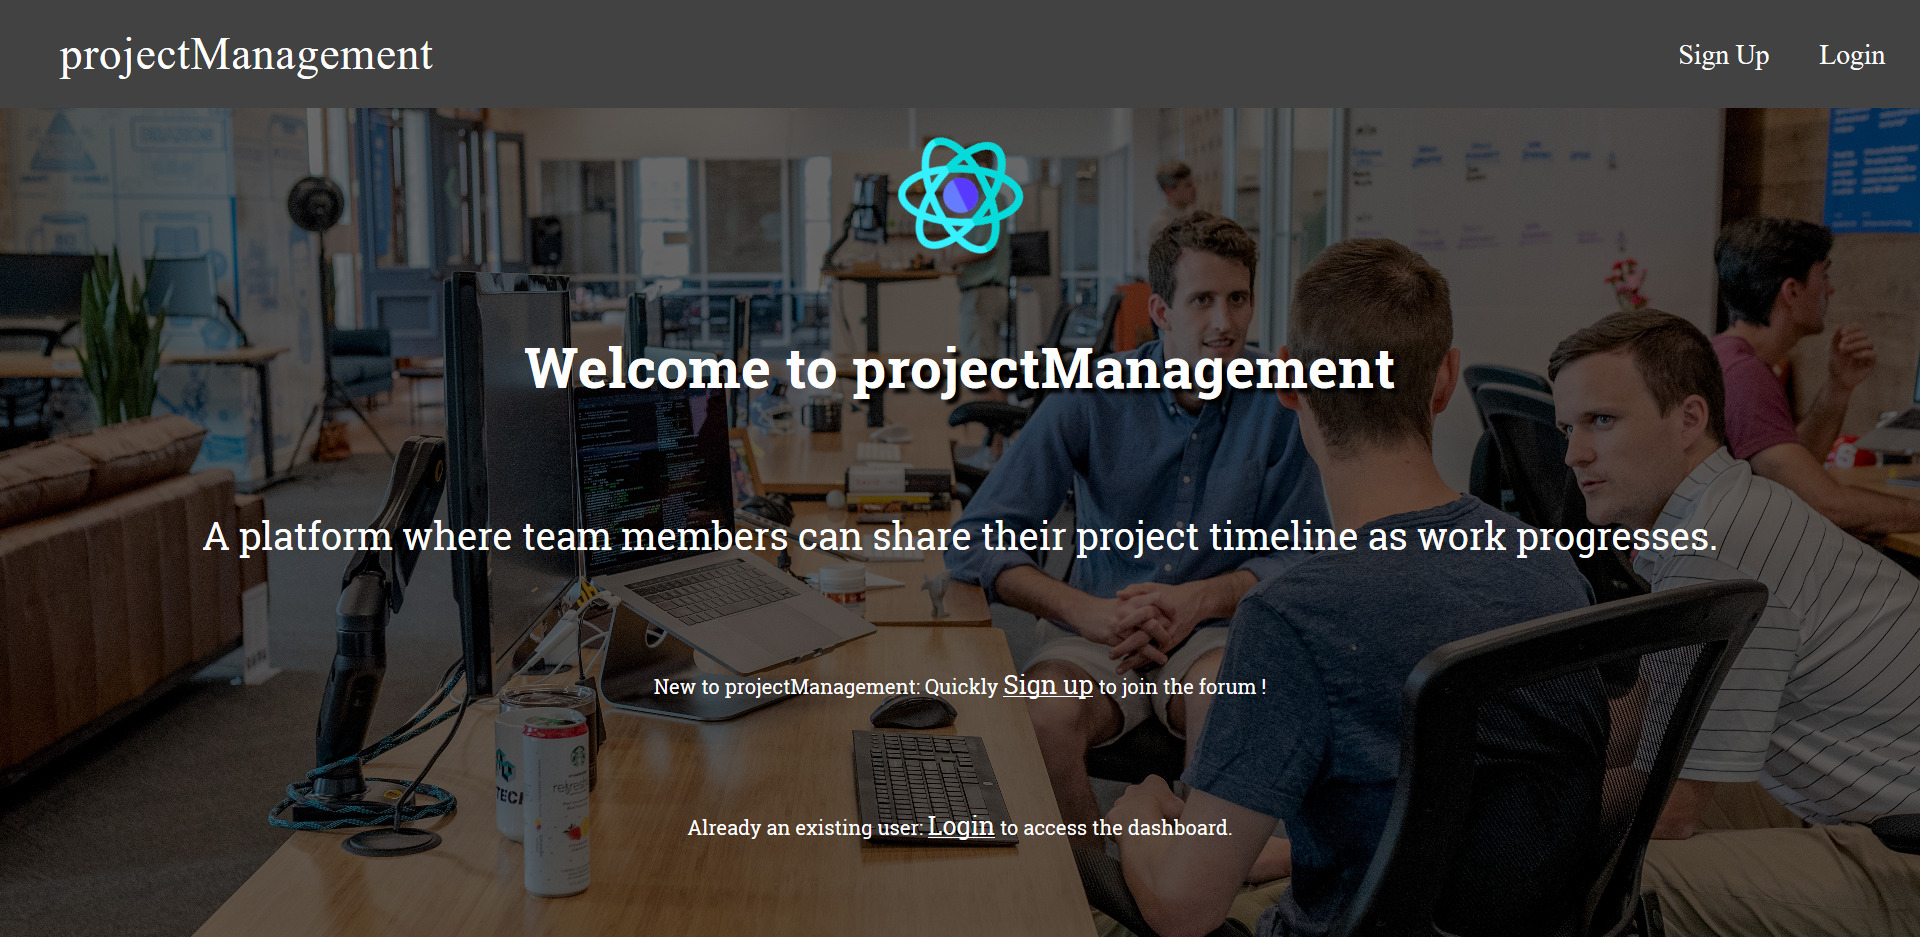 projectManagement
Sign Up
Login
Welcome to projectManagement
A platform where team members can share their project timeline as work progresses.
New to projectManagement: Quickly Sign up to join the forum !
Already an existing user: Login to access the dashboard.